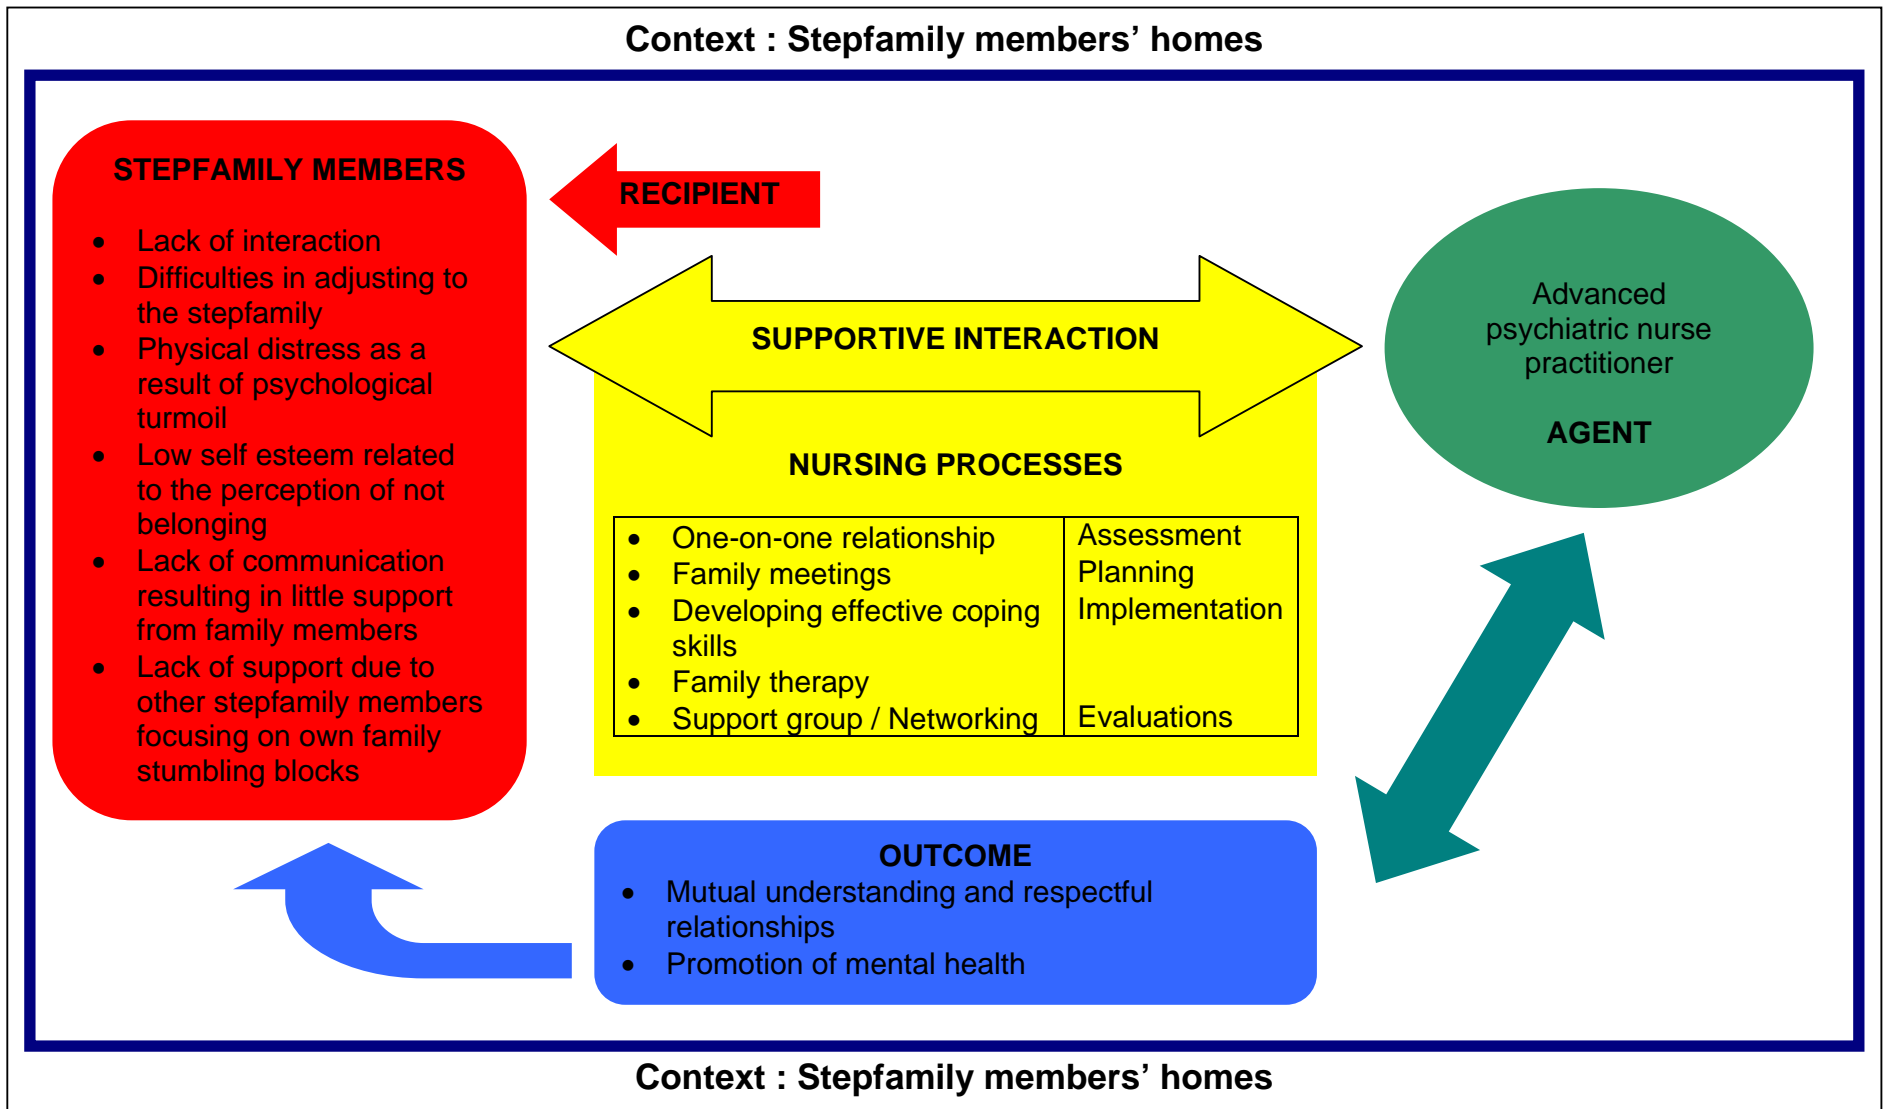 Context : Stepfamily members’ homes
STEPFAMILY MEMBERS
• Lack of interaction
• Difficulties in adjusting to
the stepfamily
• Physical distress as a
result of psychological
turmoil
• Low self esteem related
to the perception of not
belonging
• Lack of communication
resulting in little support
from family members
• Lack of support due to
other stepfamily members
focusing on own family
stumbling blocks
RECIPIENT
SUPPORTIVE INTERACTION
NURSING PROCESSES
• One-on-one relationship
• Family meetings
• Developing effective coping
skills
• Family therapy
• Support group / Networking
Assessment
Planning
Implementation
Evaluations
Advanced
psychiatric nurse
practitioner
AGENT
OUTCOME
• Mutual understanding and respectful
relationships
• Promotion of mental health
Context : Stepfamily members’ homes